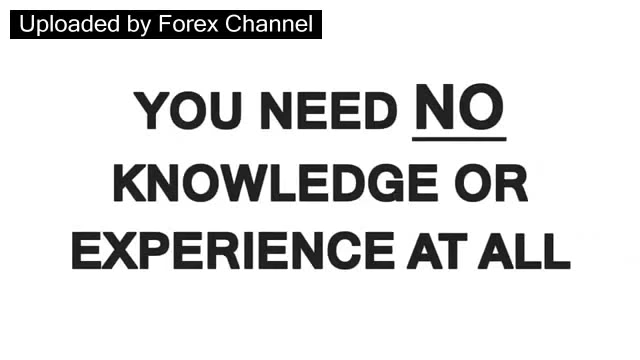 Uploaded by Forex Channel
YOU NEED NO
KNOWLEDGE OR
EXPERIENCE AT ALL